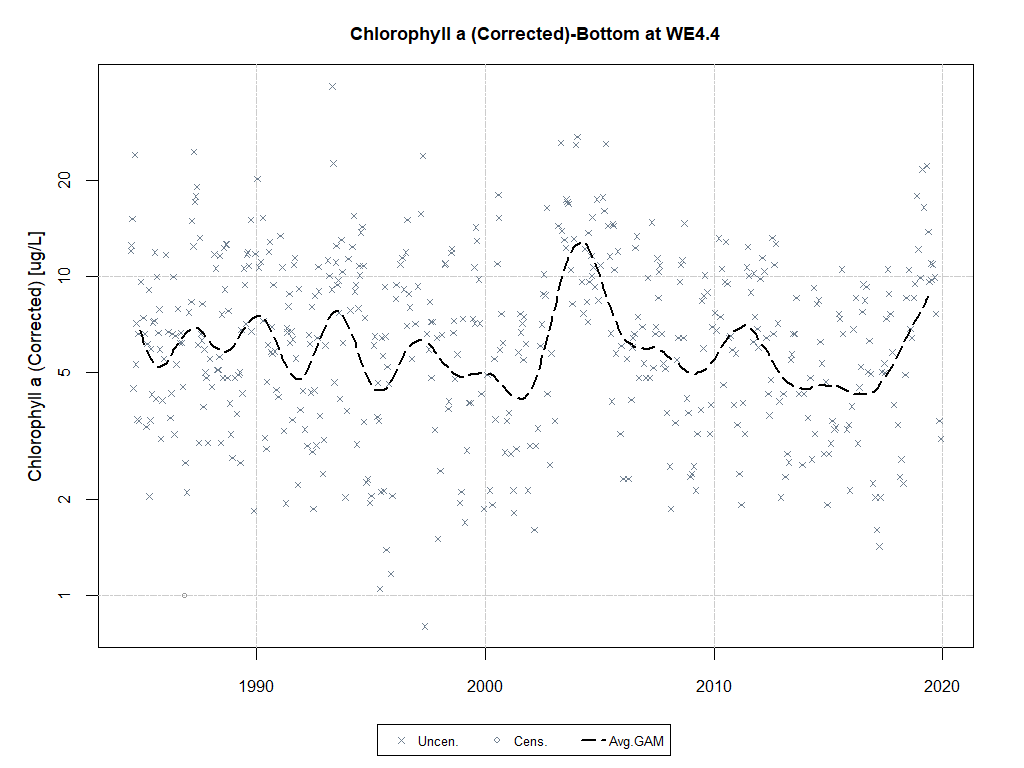 Chlorophyll a (Corrected)-Bottom at WE4.4
Chlorophyll a (Corrected) [ug/L]
20
10
5
2
1
1990 2000 2010 2020
Uncen. Cens. Avg.GAM